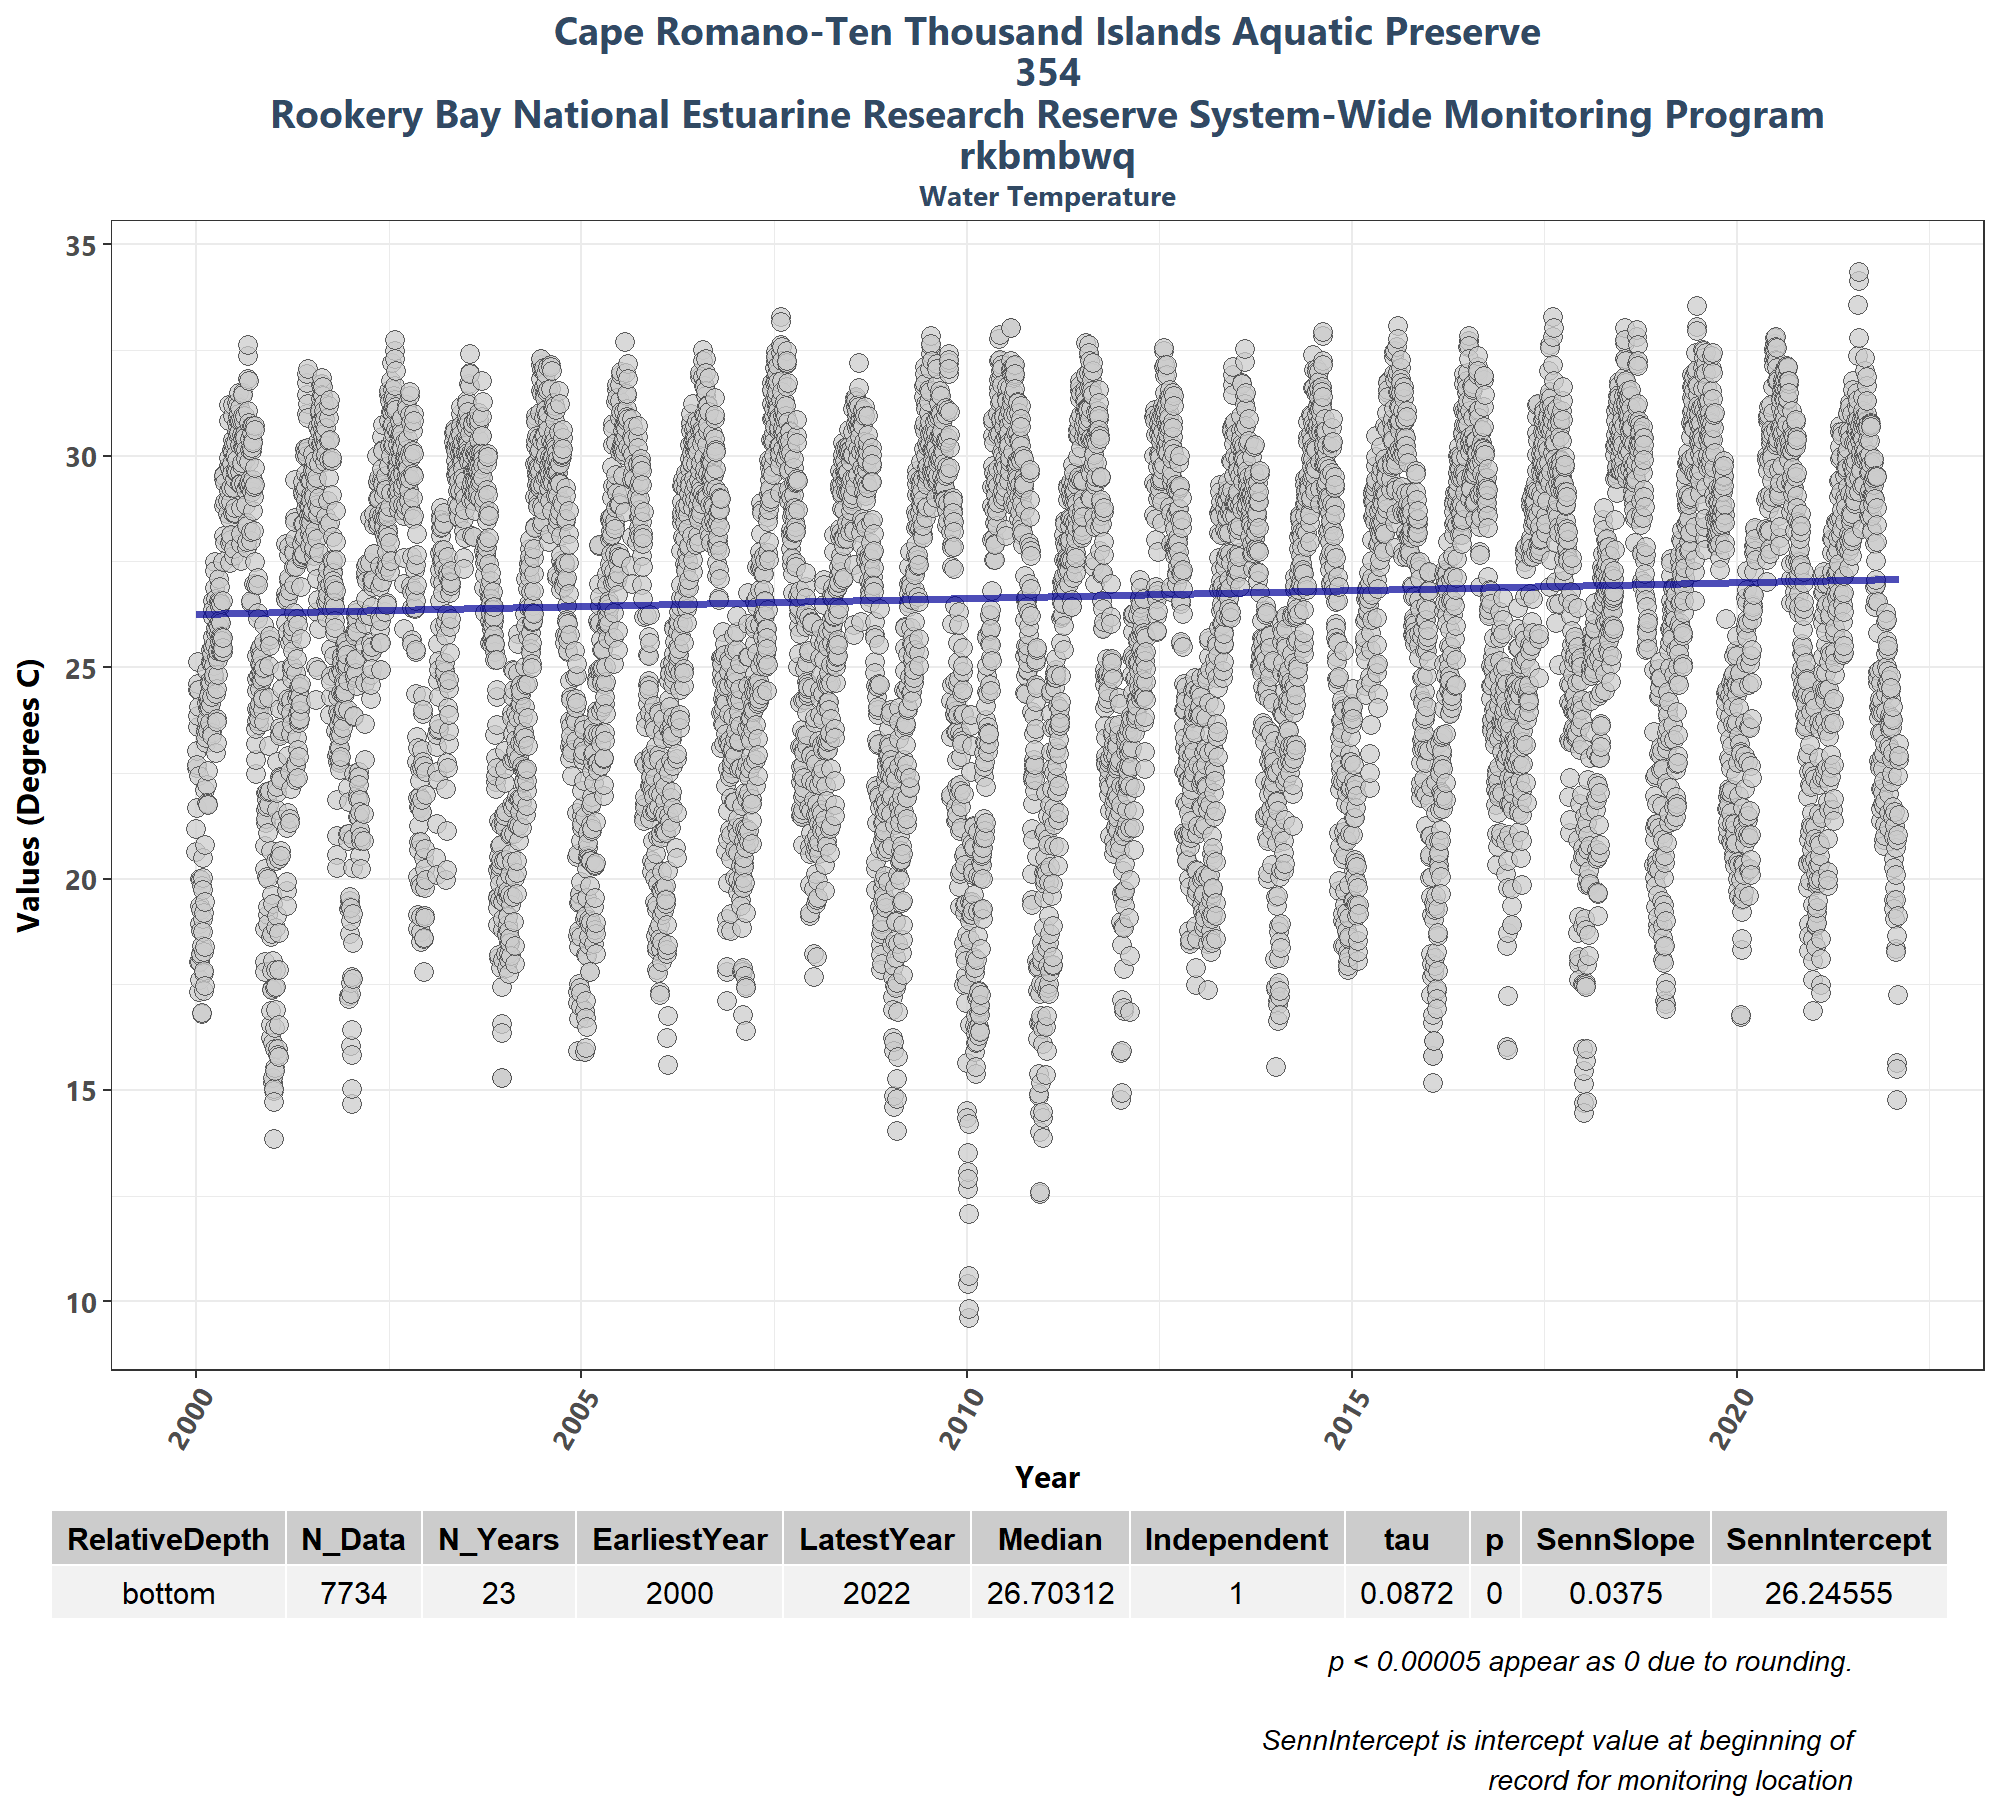 Cape Romano-Ten Thousand Islands Aquatic Preserve
354
Rookery Bay National Estuarine Research Reserve System-Wide Monitoring Program
rkbmbwq
Water Temperature
35
30
25
20
15
10
Values (Degrees C)
2000
2005
2010
2015
2020
Year
RelativeDepth N_Data N_Years EarliestYear LatestYear Median Independent tau p SennSlope SennIntercept
bottom 7734 23 2000 2022 26.70312 1 0.0872 0 0.0375 26.24555
p < 0.00005 appear as 0 due to rounding.
SennIntercept is intercept value at beginning of
record for monitoring location